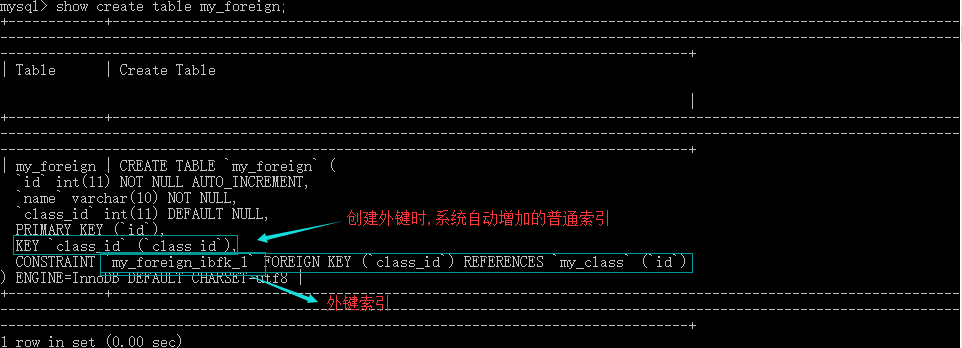 mysql> show create table my_foreign;
+-----------+--------------------------------------------------------------------------------------------------
------------------------------------------------------------------------------------------------------------------------
---------------------------------------------------------------------------------------+
| Table | Create Table
|
+-----------+--------------------------------------------------------------------------------------------------
------------------------------------------------------------------------------------------------------------------------
---------------------------------------------------------------------------------------+
| my_foreign | CREATE TABLE `my_foreign` (
`id` int(11) NOT NULL AUTO_INCREMENT,
`name` varchar(10) NOT NULL,
`class_id` int(11) DEFAULT NULL,
创建外键时,系统自动增加的普通索引
PRIMARY KEY (`id`),
KEY `class_id` (`class_id`),
CONSTRAINT `my_foreign_ibfk_1` FOREIGN KEY (`class_id`) REFERENCES `my_class` (`id`)
) ENGINE=InnoDB DEFAULT CHARSET=utf8 |
+-----------+--------------------------------------------------------------------------------------------------
外键索引
------------------------------------------------------------------------------------------------------------------------
---------------------------------------------------------------------------------------+
1 row in set (0.00 sec)